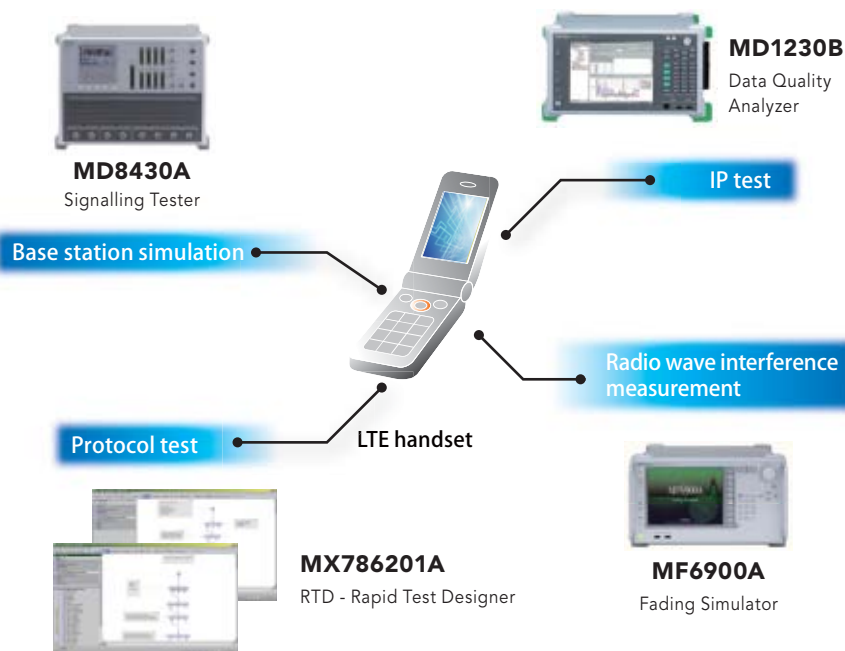 MD1230B
Data Quality
Analyzer
MD8430A
Signalling Tester
IP test
Base station simulation
Radio wave interference
measurement
Protocol test
LTE handset
MX786201A
RTD - Rapid Test Designer
MF6900A
Fading Simulator